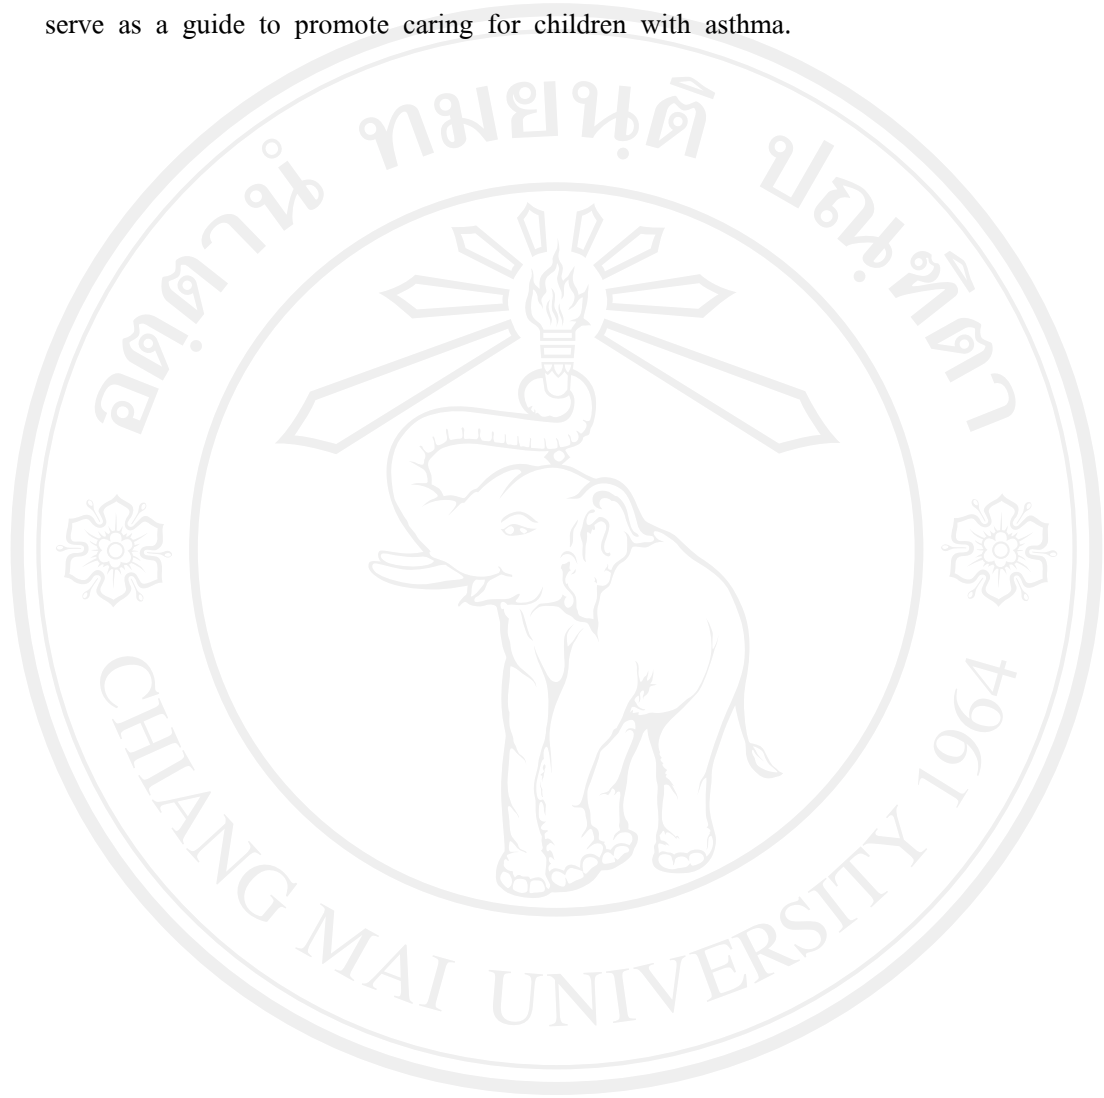 serve as a guide to promote caring for children with asthma.
อตฺตานํ ทมยนฺติ ปณฺฑิตา
CHIANG MAI UNIVERSITY 1964